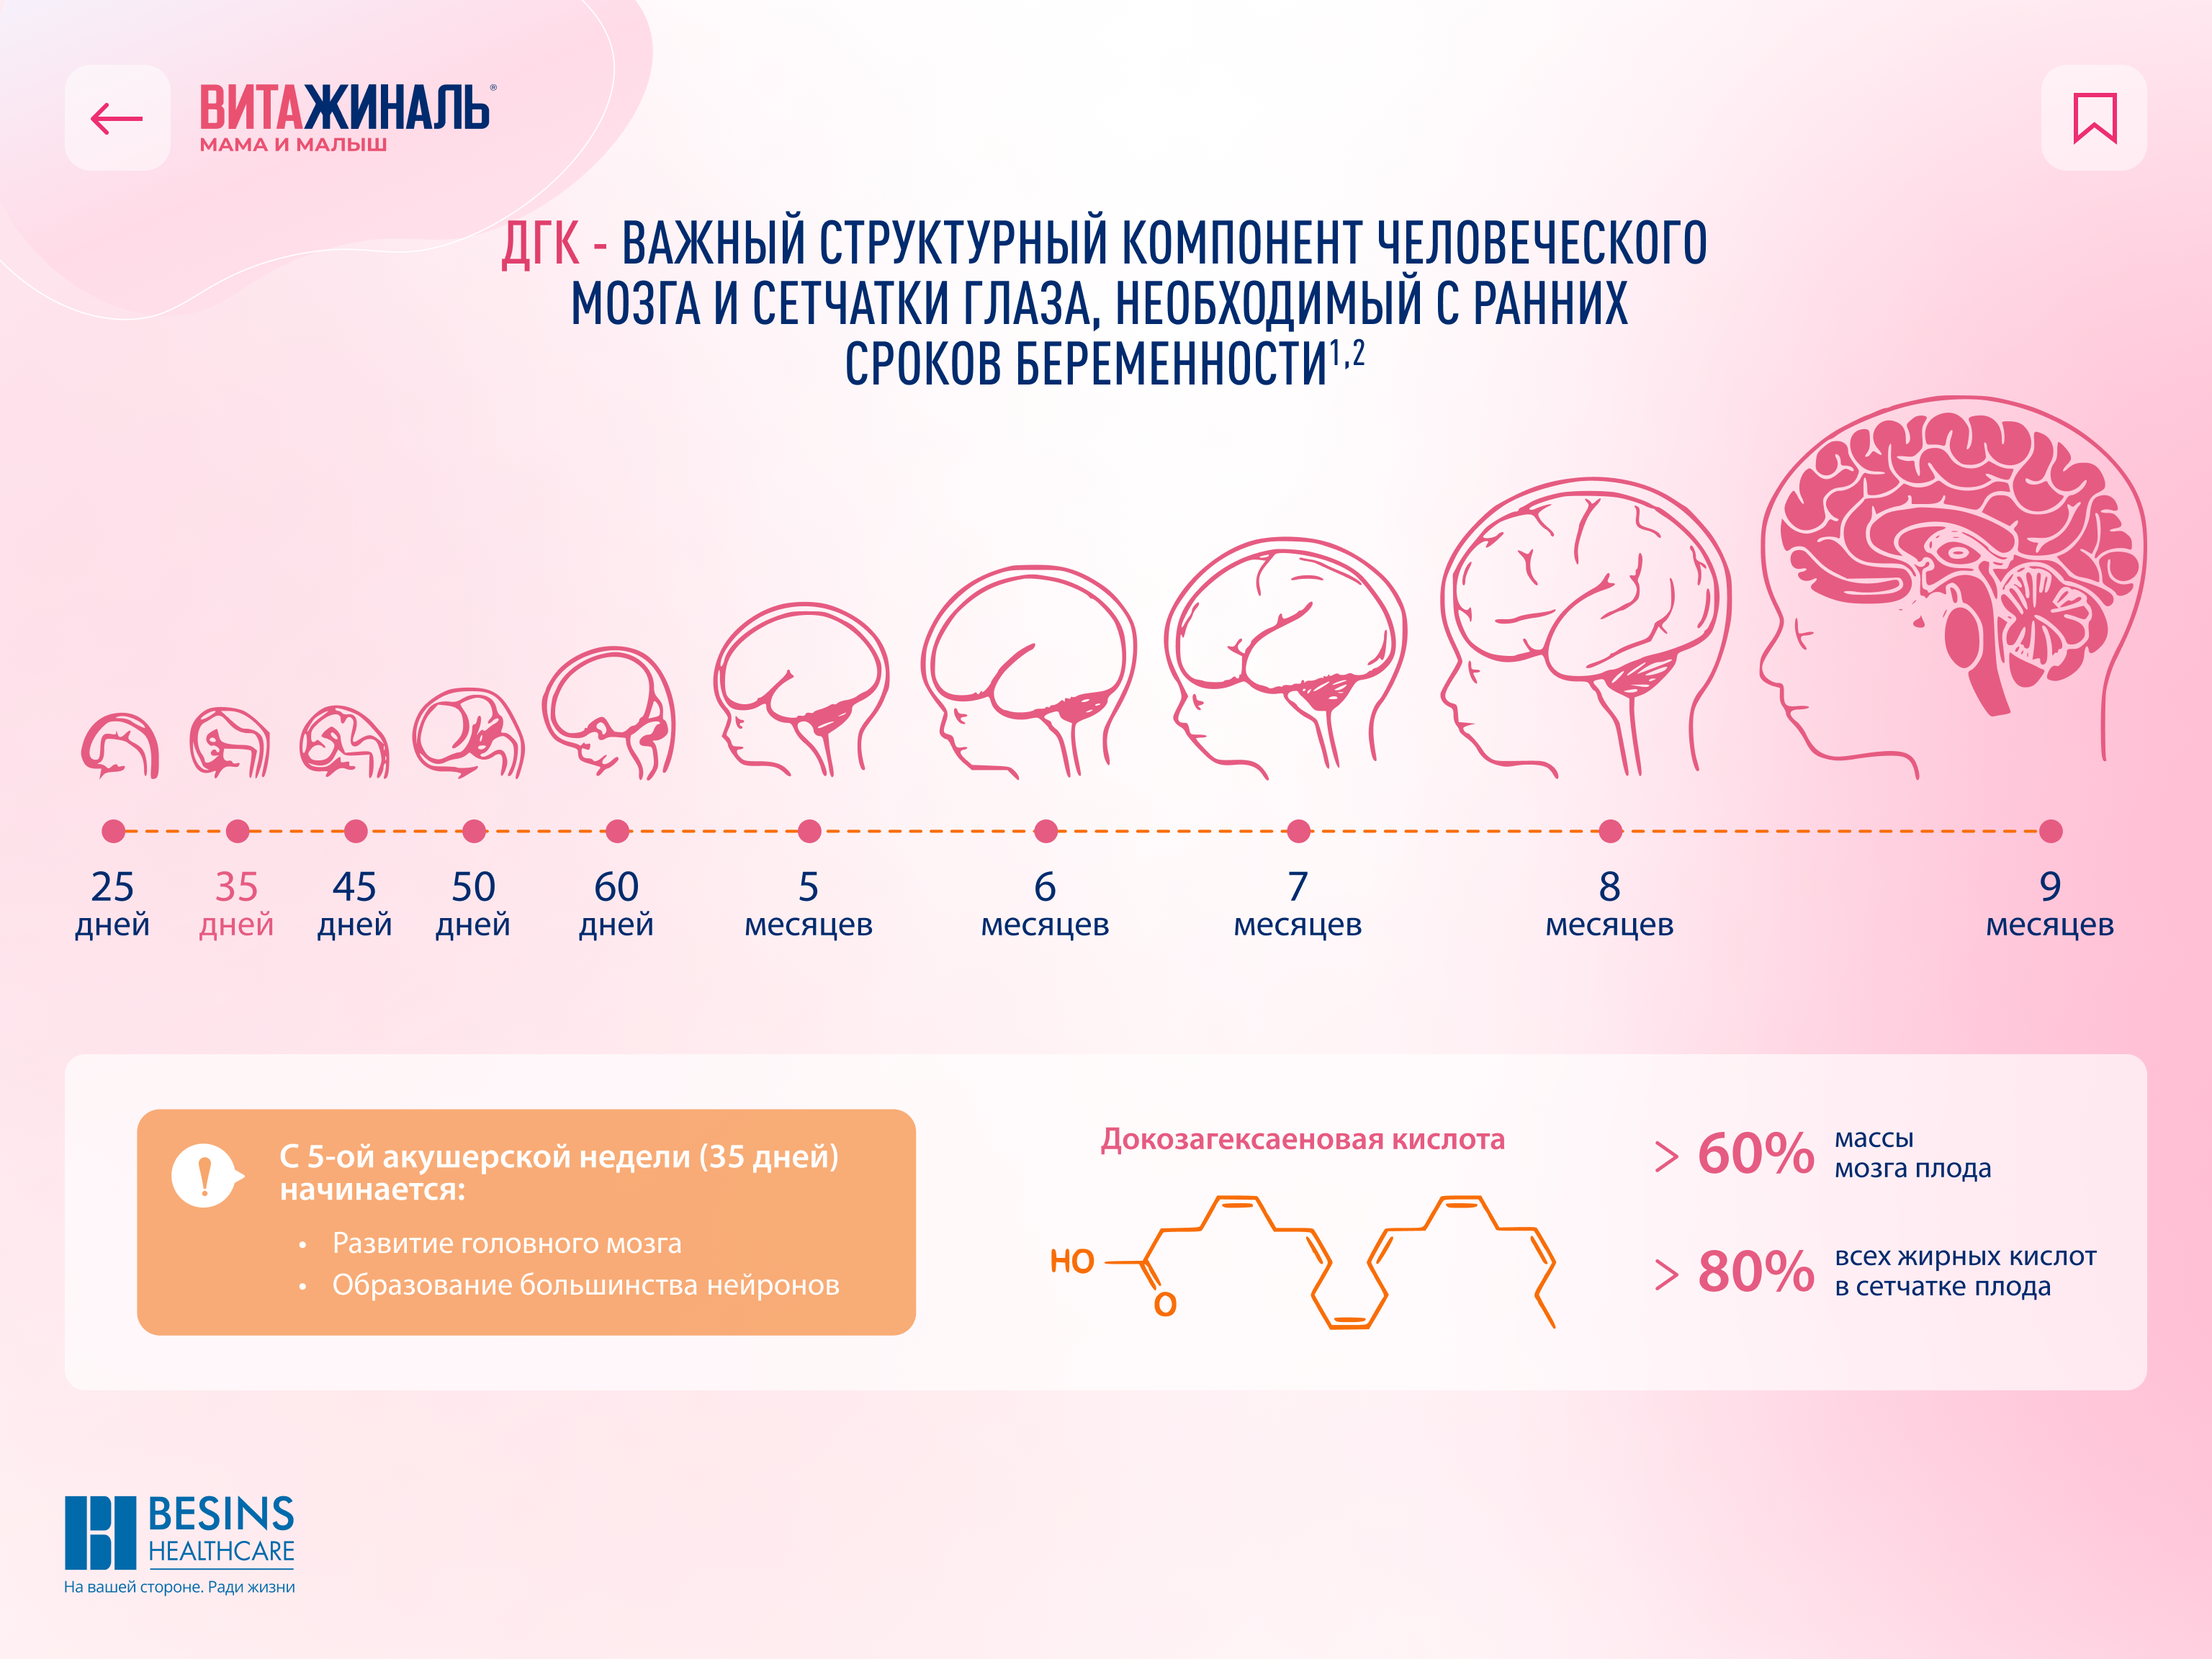 ВИТАЖИНАЛЬ®
МАМА И МАЛЫШ
ДГК - ВАЖНЫЙ СТРУКТУРНЫЙ КОМПОНЕНТ ЧЕЛОВЕЧЕСКОГО
МОЗГА И СЕТЧАТКИ ГЛАЗА, НЕОБХОДИМЫЙ С РАННИХ
СРОКОВ БЕРЕМЕННОСТИ1,2
25 дней
35 дней
45 дней
50 дней
60 дней
5 месяцев
6 месяцев
7 месяцев
8 месяцев
9 месяцев
С 5-ой акушерской недели (35 дней)
начинается:
• Развитие головного мозга
• Образование большинства нейронов
Докозагексаеновая кислота
HO
O
> 60% массы
мозга плода
> 80% всех жирных кислот
в сетчатке плода
BESINS
HEALTHCARE
На вашей стороне. Ради жизни